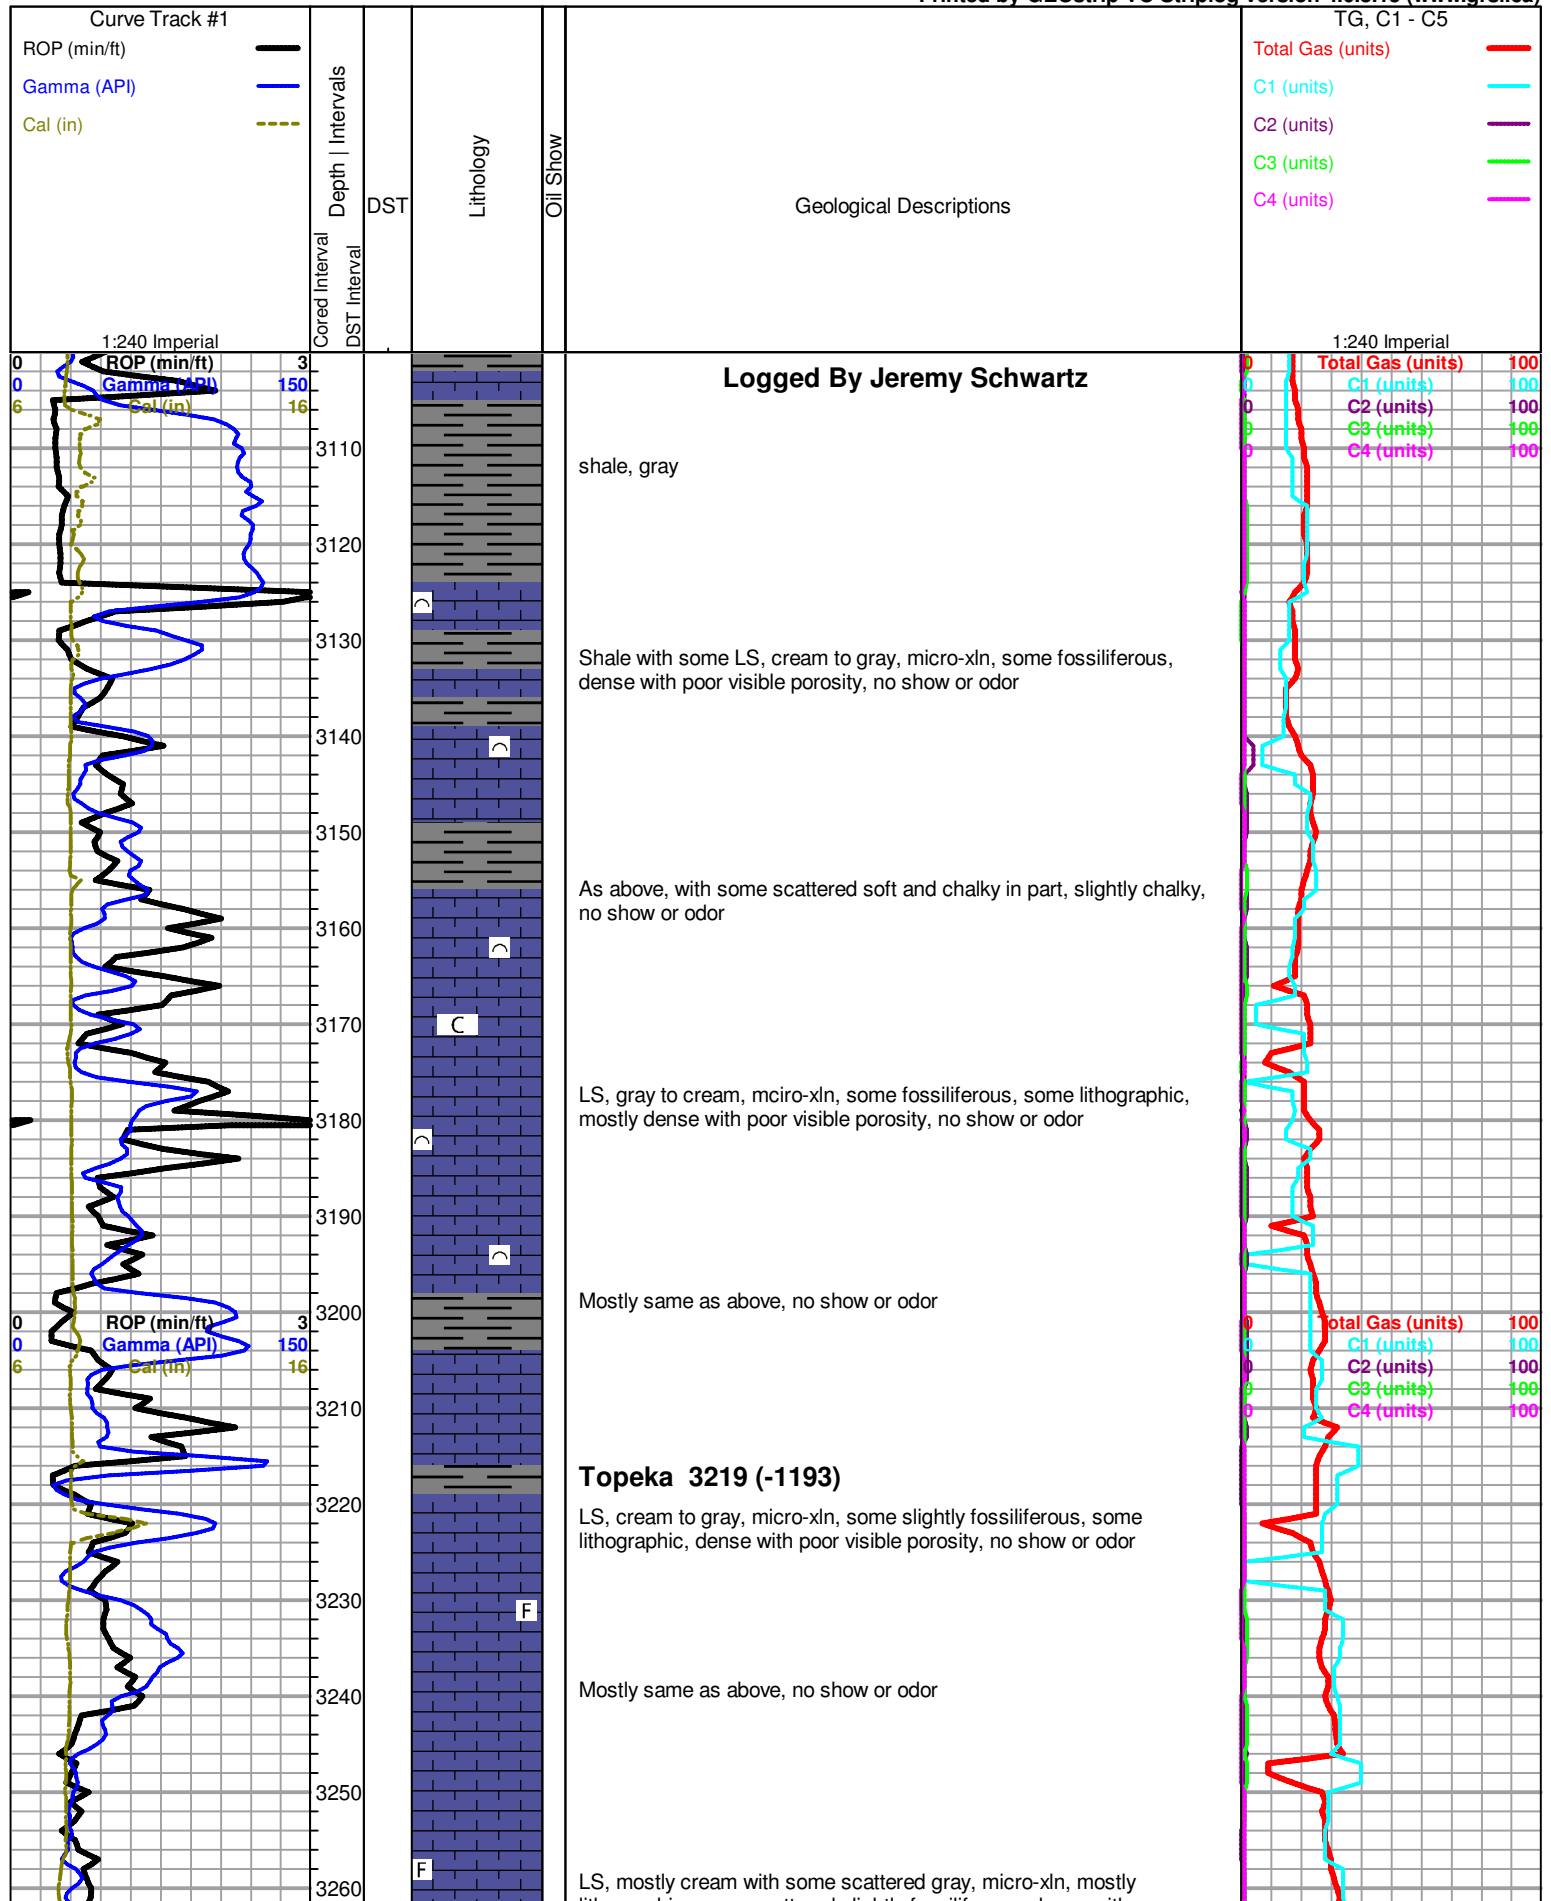 Curve Track #1
ROP (min/ft)
Gamma (API)
Cal (in)
1:240 Imperial
Cored Interval
Depth | Intervals
DST Interval
DST
Lithology
Oil Show
Geological Descriptions
TG, C1 - C5
Total Gas (units)
C1 (units)
C2 (units)
C3 (units)
C4 (units)
1:240 Imperial
0 ROP (min/ft) 3
0 Gamma (API) 150
6 Cal (in) 16
Logged By Jeremy Schwartz
0 Total Gas (units) 100
0 C1 (units) 100
0 C2 (units) 100
0 C3 (units) 100
0 C4 (units) 100
3110
shale, gray
3120
3130
Shale with some LS, cream to gray, micro-xln, some fossiliferous,
dense with poor visible porosity, no show or odor
3140
3150
As above, with some scattered soft and chalky in part, slightly chalky,
no show or odor
3160
3170
C
LS, gray to cream, mciro-xln, some fossiliferous, some lithographic,
mostly dense with poor visible porosity, no show or odor
3180
3190
Mostly same as above, no show or odor
3200
0 ROP (min/ft) 3
0 Gamma (API) 150
6 Cal (in) 16
0 Total Gas (units) 100
0 C1 (units) 100
0 C2 (units) 100
0 C3 (units) 100
0 C4 (units) 100
3210
Topeka 3219 (-1193)
3220
LS, cream to gray, micro-xln, some slightly fossiliferous, some
lithographic, dense with poor visible porosity, no show or odor
3230
F
3240
Mostly same as above, no show or odor
3250
F
3260
LS, mostly cream with some scattered gray, micro-xln, mostly